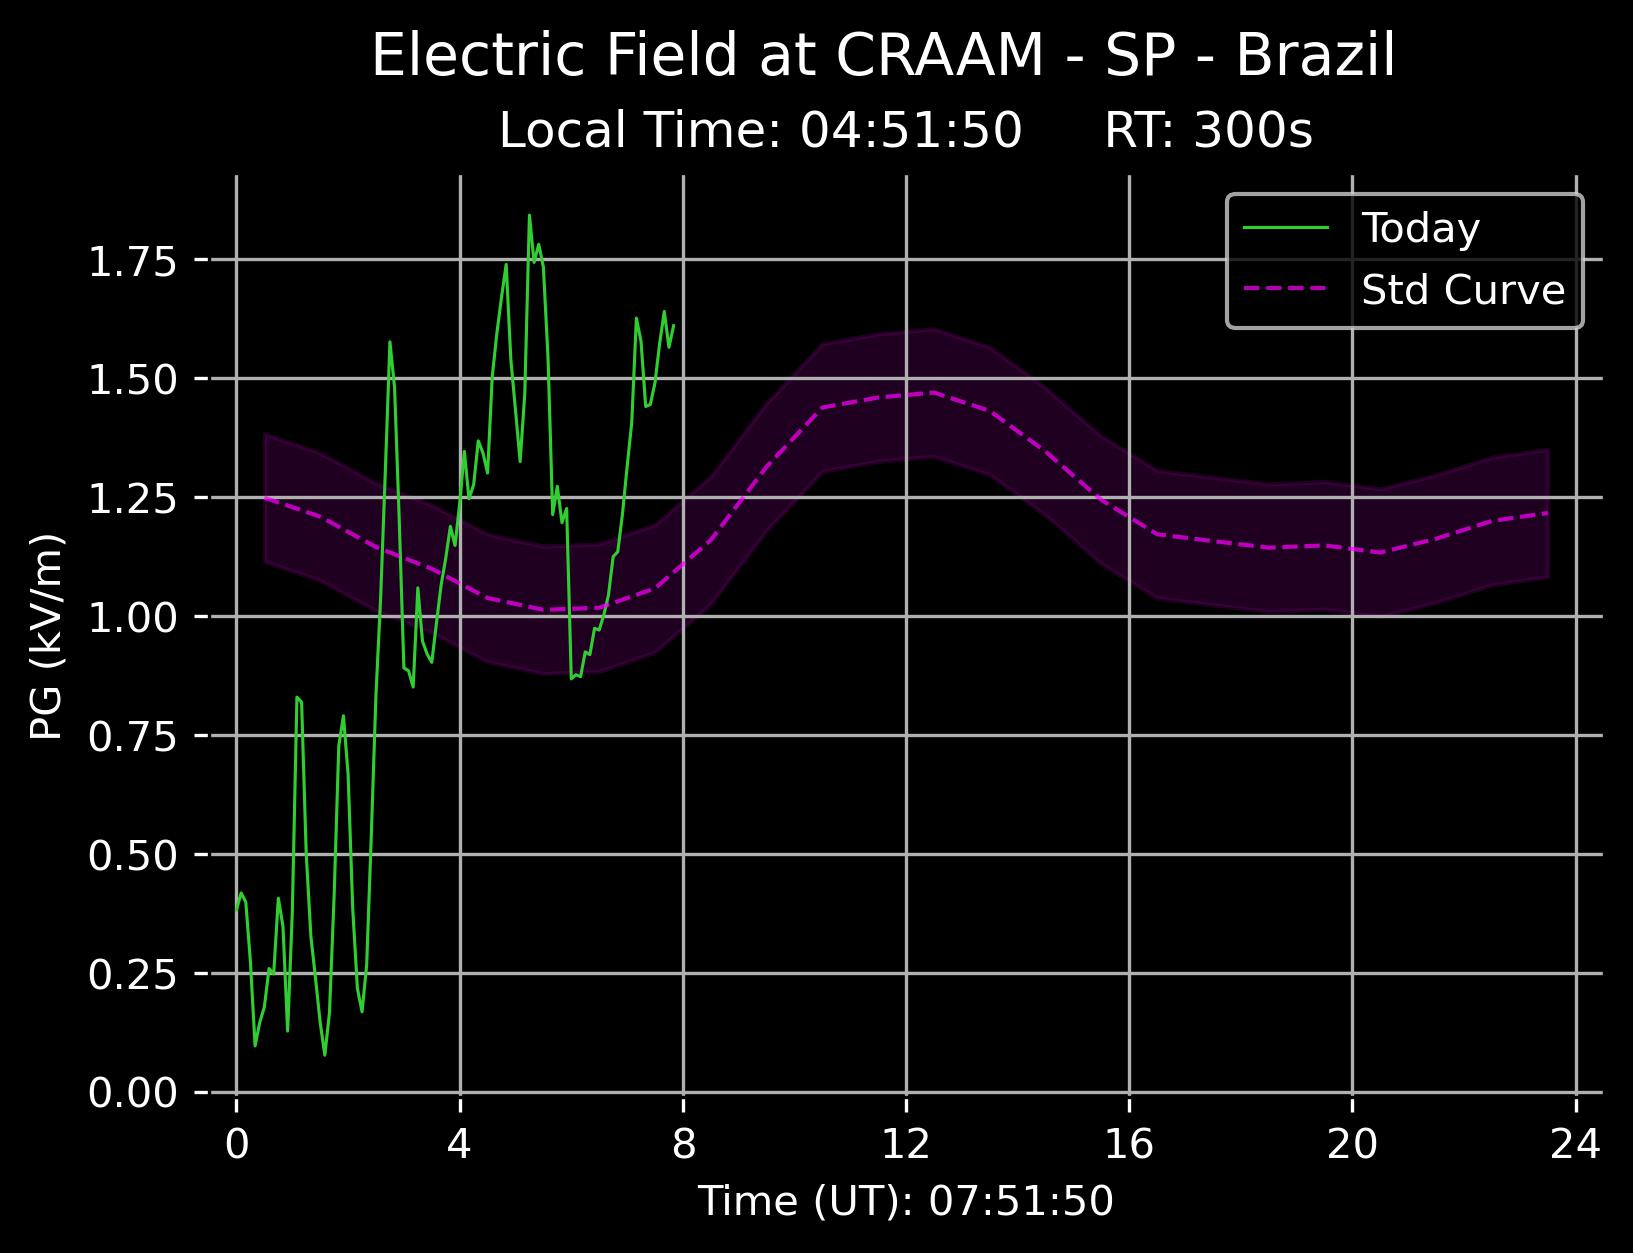 Electric Field at CRAAM - SP - Brazil
Local Time: 04:51:50 RT: 300s
Today
Std Curve
PG (kV/m)
1.75
1.50
1.25
1.00
0.75
0.50
0.25
0.00
0 4 8 12 16 20 24
Time (UT): 07:51:50